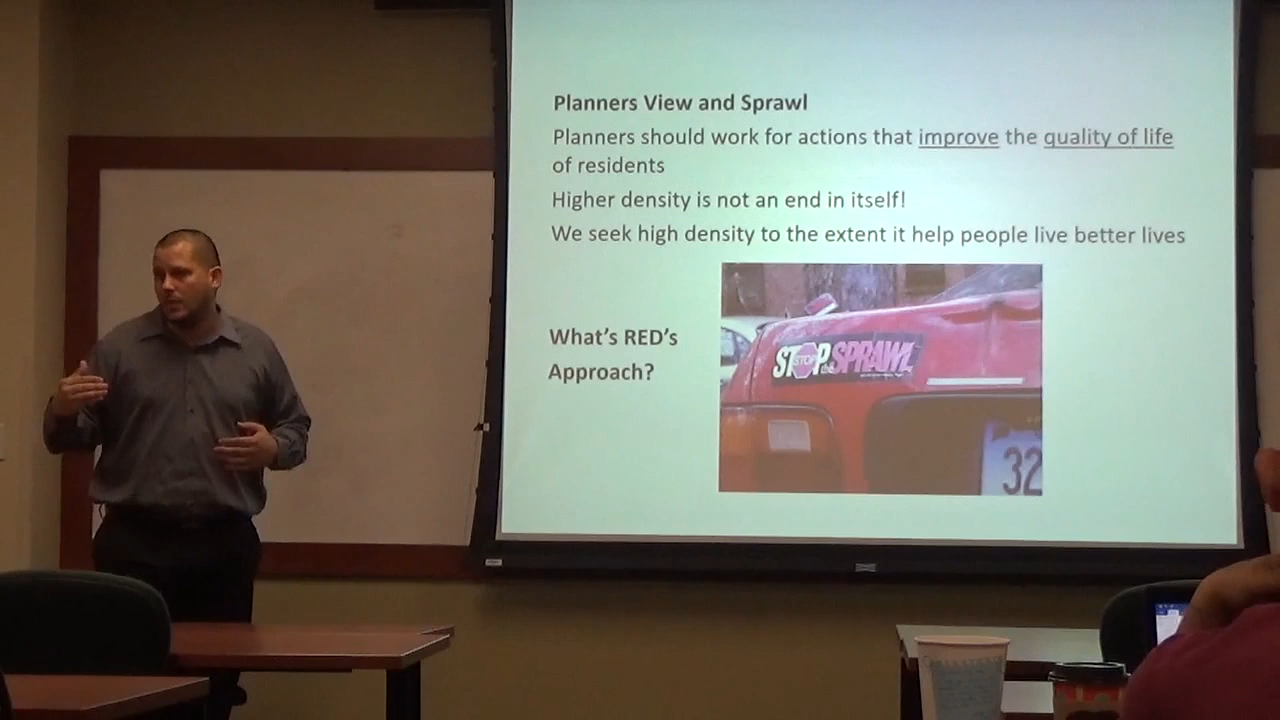 Planners View and Sprawl
Planners should work for actions that improve the quality of life
of residents
Higher density is not an end in itself!
We seek high density to the extent it help people live better lives
What's RED's
Approach?
STOP the SPRAWL
STOP
32